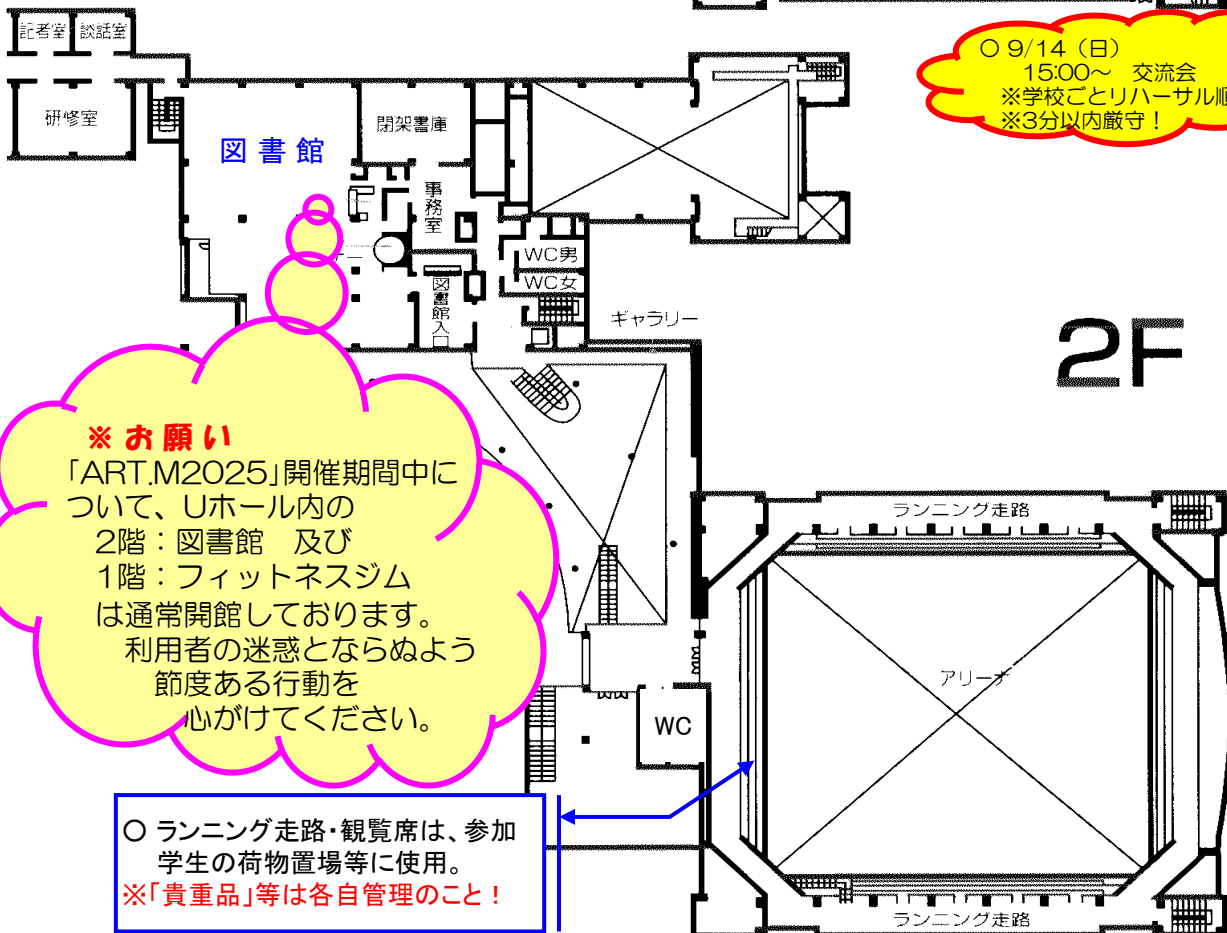 記者室
談話室
研修室
図書館
閉架書庫
事務室
WC男
WC女
図書館入
ギャラリー
○ 9/14（日）
15:00～　交流会
※学校ごとリハーサル順
※3分以内厳守！
2F
※お願い
「ART.M2025」開催期間中に
ついて、Uホール内の
2階：図書館　及び
1階：フィットネスジム
は通常開館しております。
利用者の迷惑とならぬよう
節度ある行動を
心がけてください。
ランニング走路
アリーナ
WC
○ ランニング走路・観覧席は、参加
学生の荷物置場等に使用。
※「貴重品」等は各自管理のこと！
ランニング走路